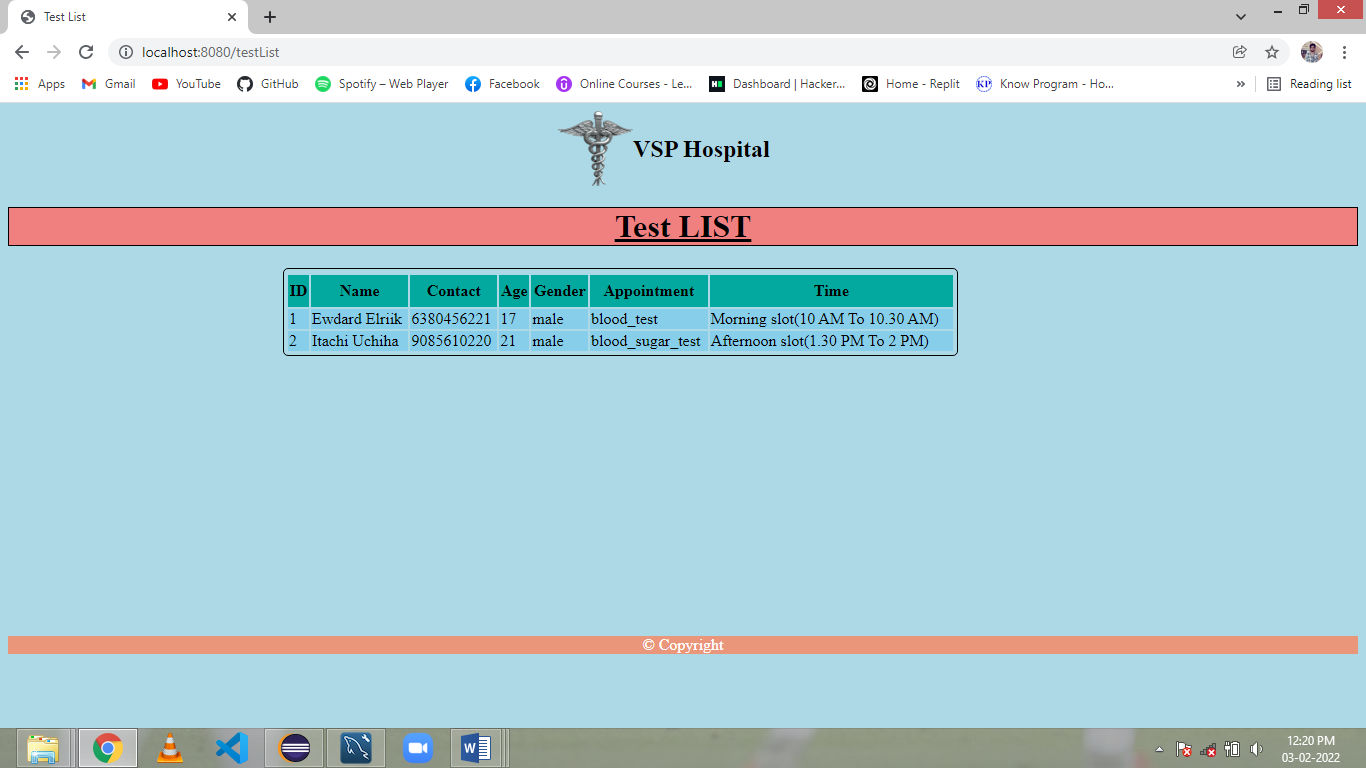 Test List
localhost:8080/testList
Apps Gmail YouTube GitHub Spotify – Web Player Facebook Online Courses - Le... Dashboard | Hacker... Home - Replit KP Know Program - Ho... » Reading list
VSP Hospital
Test LIST
ID Name Contact Age Gender Appointment Time
1 Ewdard Elriik 6380456221 17 male blood_test Morning slot(10 AM To 10.30 AM)
2 Itachi Uchiha 9085610220 21 male blood_sugar_test Afternoon slot(1.30 PM To 2 PM)
© Copyright
12:20 PM
03-02-2022